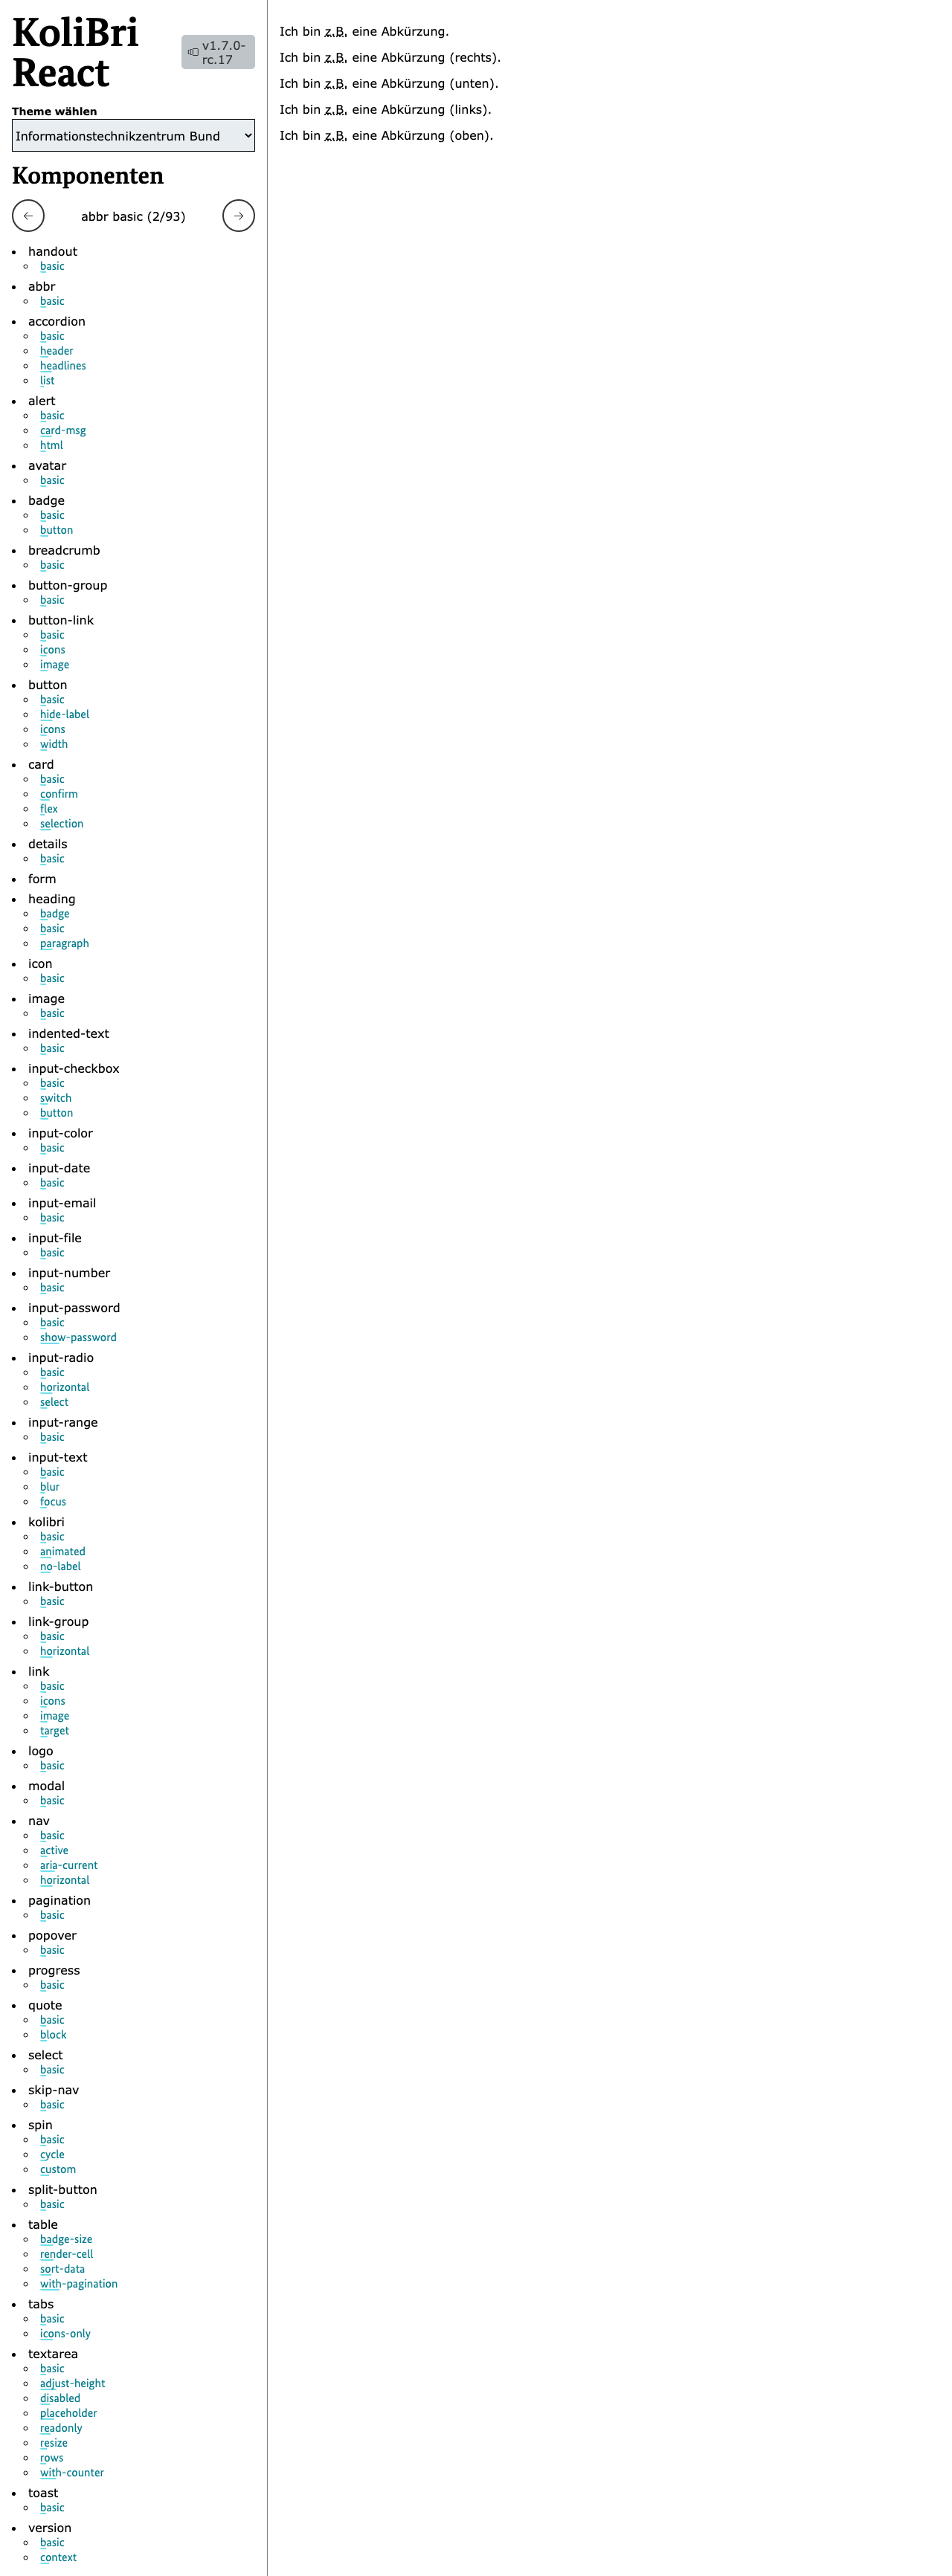 KoliBri
React
v1.7.0-
rc.17
Theme wählen
Informationstechnikzentrum Bund
Komponenten
abbr basic (2/93)
handout
basic
abbr
basic
accordion
basic
header
headlines
list
alert
basic
card-msg
html
avatar
basic
badge
basic
button
breadcrumb
basic
button-group
basic
button-link
basic
icons
image
button
basic
hide-label
icons
width
card
basic
confirm
flex
selection
details
basic
form
heading
badge
basic
paragraph
icon
basic
image
basic
indented-text
basic
input-checkbox
basic
switch
button
input-color
basic
input-date
basic
input-email
basic
input-file
basic
input-number
basic
input-password
basic
show-password
input-radio
basic
horizontal
select
input-range
basic
input-text
basic
blur
focus
kolibri
basic
animated
no-label
link-button
basic
link-group
basic
horizontal
link
basic
icons
image
target
logo
basic
modal
basic
nav
basic
active
aria-current
horizontal
pagination
basic
popover
basic
progress
basic
quote
basic
block
select
basic
skip-nav
basic
spin
basic
cycle
custom
split-button
basic
table
badge-size
render-cell
sort-data
with-pagination
tabs
basic
icons-only
textarea
basic
adjust-height
disabled
placeholder
readonly
resize
rows
with-counter
toast
basic
version
basic
context
Ich bin z.B. eine Abkürzung.
Ich bin z.B. eine Abkürzung (rechts).
Ich bin z.B. eine Abkürzung (unten).
Ich bin z.B. eine Abkürzung (links).
Ich bin z.B. eine Abkürzung (oben).